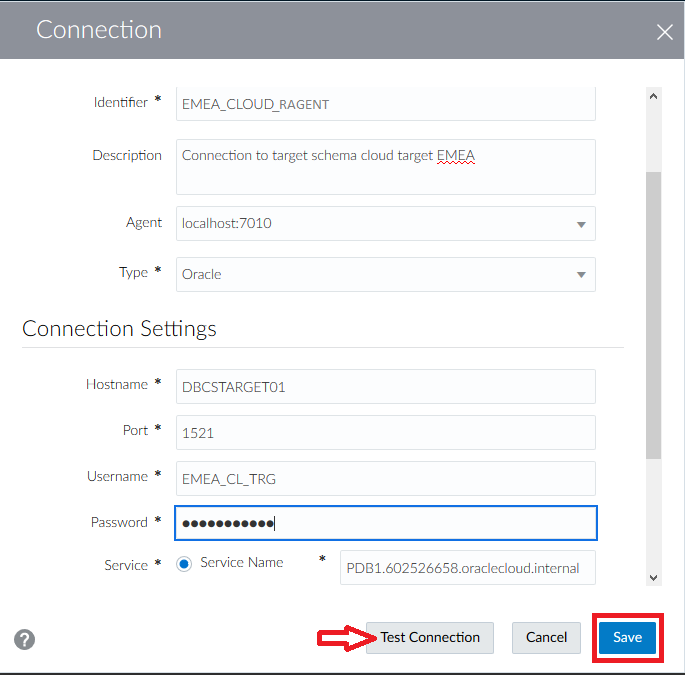 Connection
Identifier *
EMEA_CLOUD_RAGENT
Description
Connection to target schema cloud target EMEA
Agent
localhost:7010
Type *
Oracle
Connection Settings
Hostname *
DBCSTARGET01
Port *
1521
Username *
EMEA_CL_TRG
Password *
●●●●●●●●●●●
Service *
Service Name *
PDB1.602526658.oraclecloud.internal
?
Test Connection
Cancel
Save